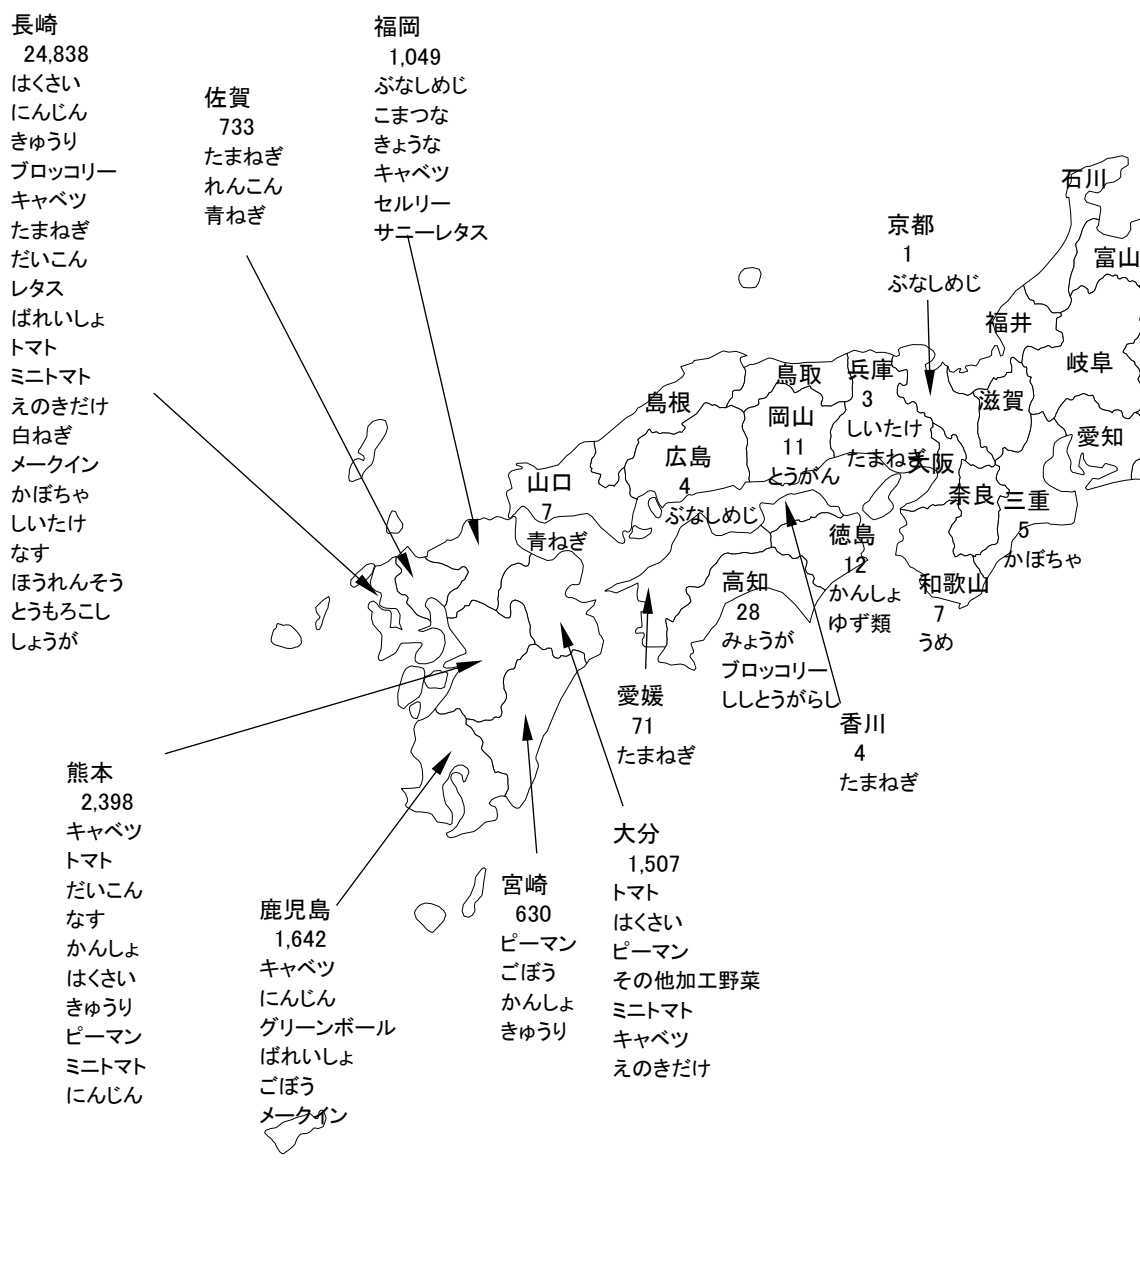 長崎
24,838
はくさい
にんじん
きゅうり
ブロッコリー
キャベツ
たまねぎ
だいこん
レタス
ばれいしょ
トマト
ミニトマト
えのきだけ
白ねぎ
メークイン
かぼちゃ
しいたけ
なす
ほうれんそう
とうもろこし
しょうが
佐賀
733
たまねぎ
れんこん
青ねぎ
福岡
1,049
ぶなしめじ
こまつな
きょうな
キャベツ
セルリー
サニーレタス
石川
富山
京都
1
ぶなしめじ
福井
岐阜
滋賀
愛知
兵庫
3
しいたけ
たまねぎ
大阪
鳥取
島根
岡山
11
とうがん
広島
4
ぶなしめじ
山口
7
青ねぎ
奈良
三重
5
かぼちゃ
和歌山
7
うめ
徳島
12
かんしょ
ゆず類
高知
28
みょうが
ブロッコリー
ししとうがらし
愛媛
71
たまねぎ
香川
4
たまねぎ
熊本
2,398
キャベツ
トマト
だいこん
なす
かんしょ
はくさい
きゅうり
ピーマン
ミニトマト
にんじん
鹿児島
1,642
キャベツ
にんじん
グリーンボール
ばれいしょ
ごぼう
メークイン
宮崎
630
ピーマン
ごぼう
かんしょ
きゅうり
大分
1,507
トマト
はくさい
ピーマン
その他加工野菜
ミニトマト
キャベツ
えのきだけ